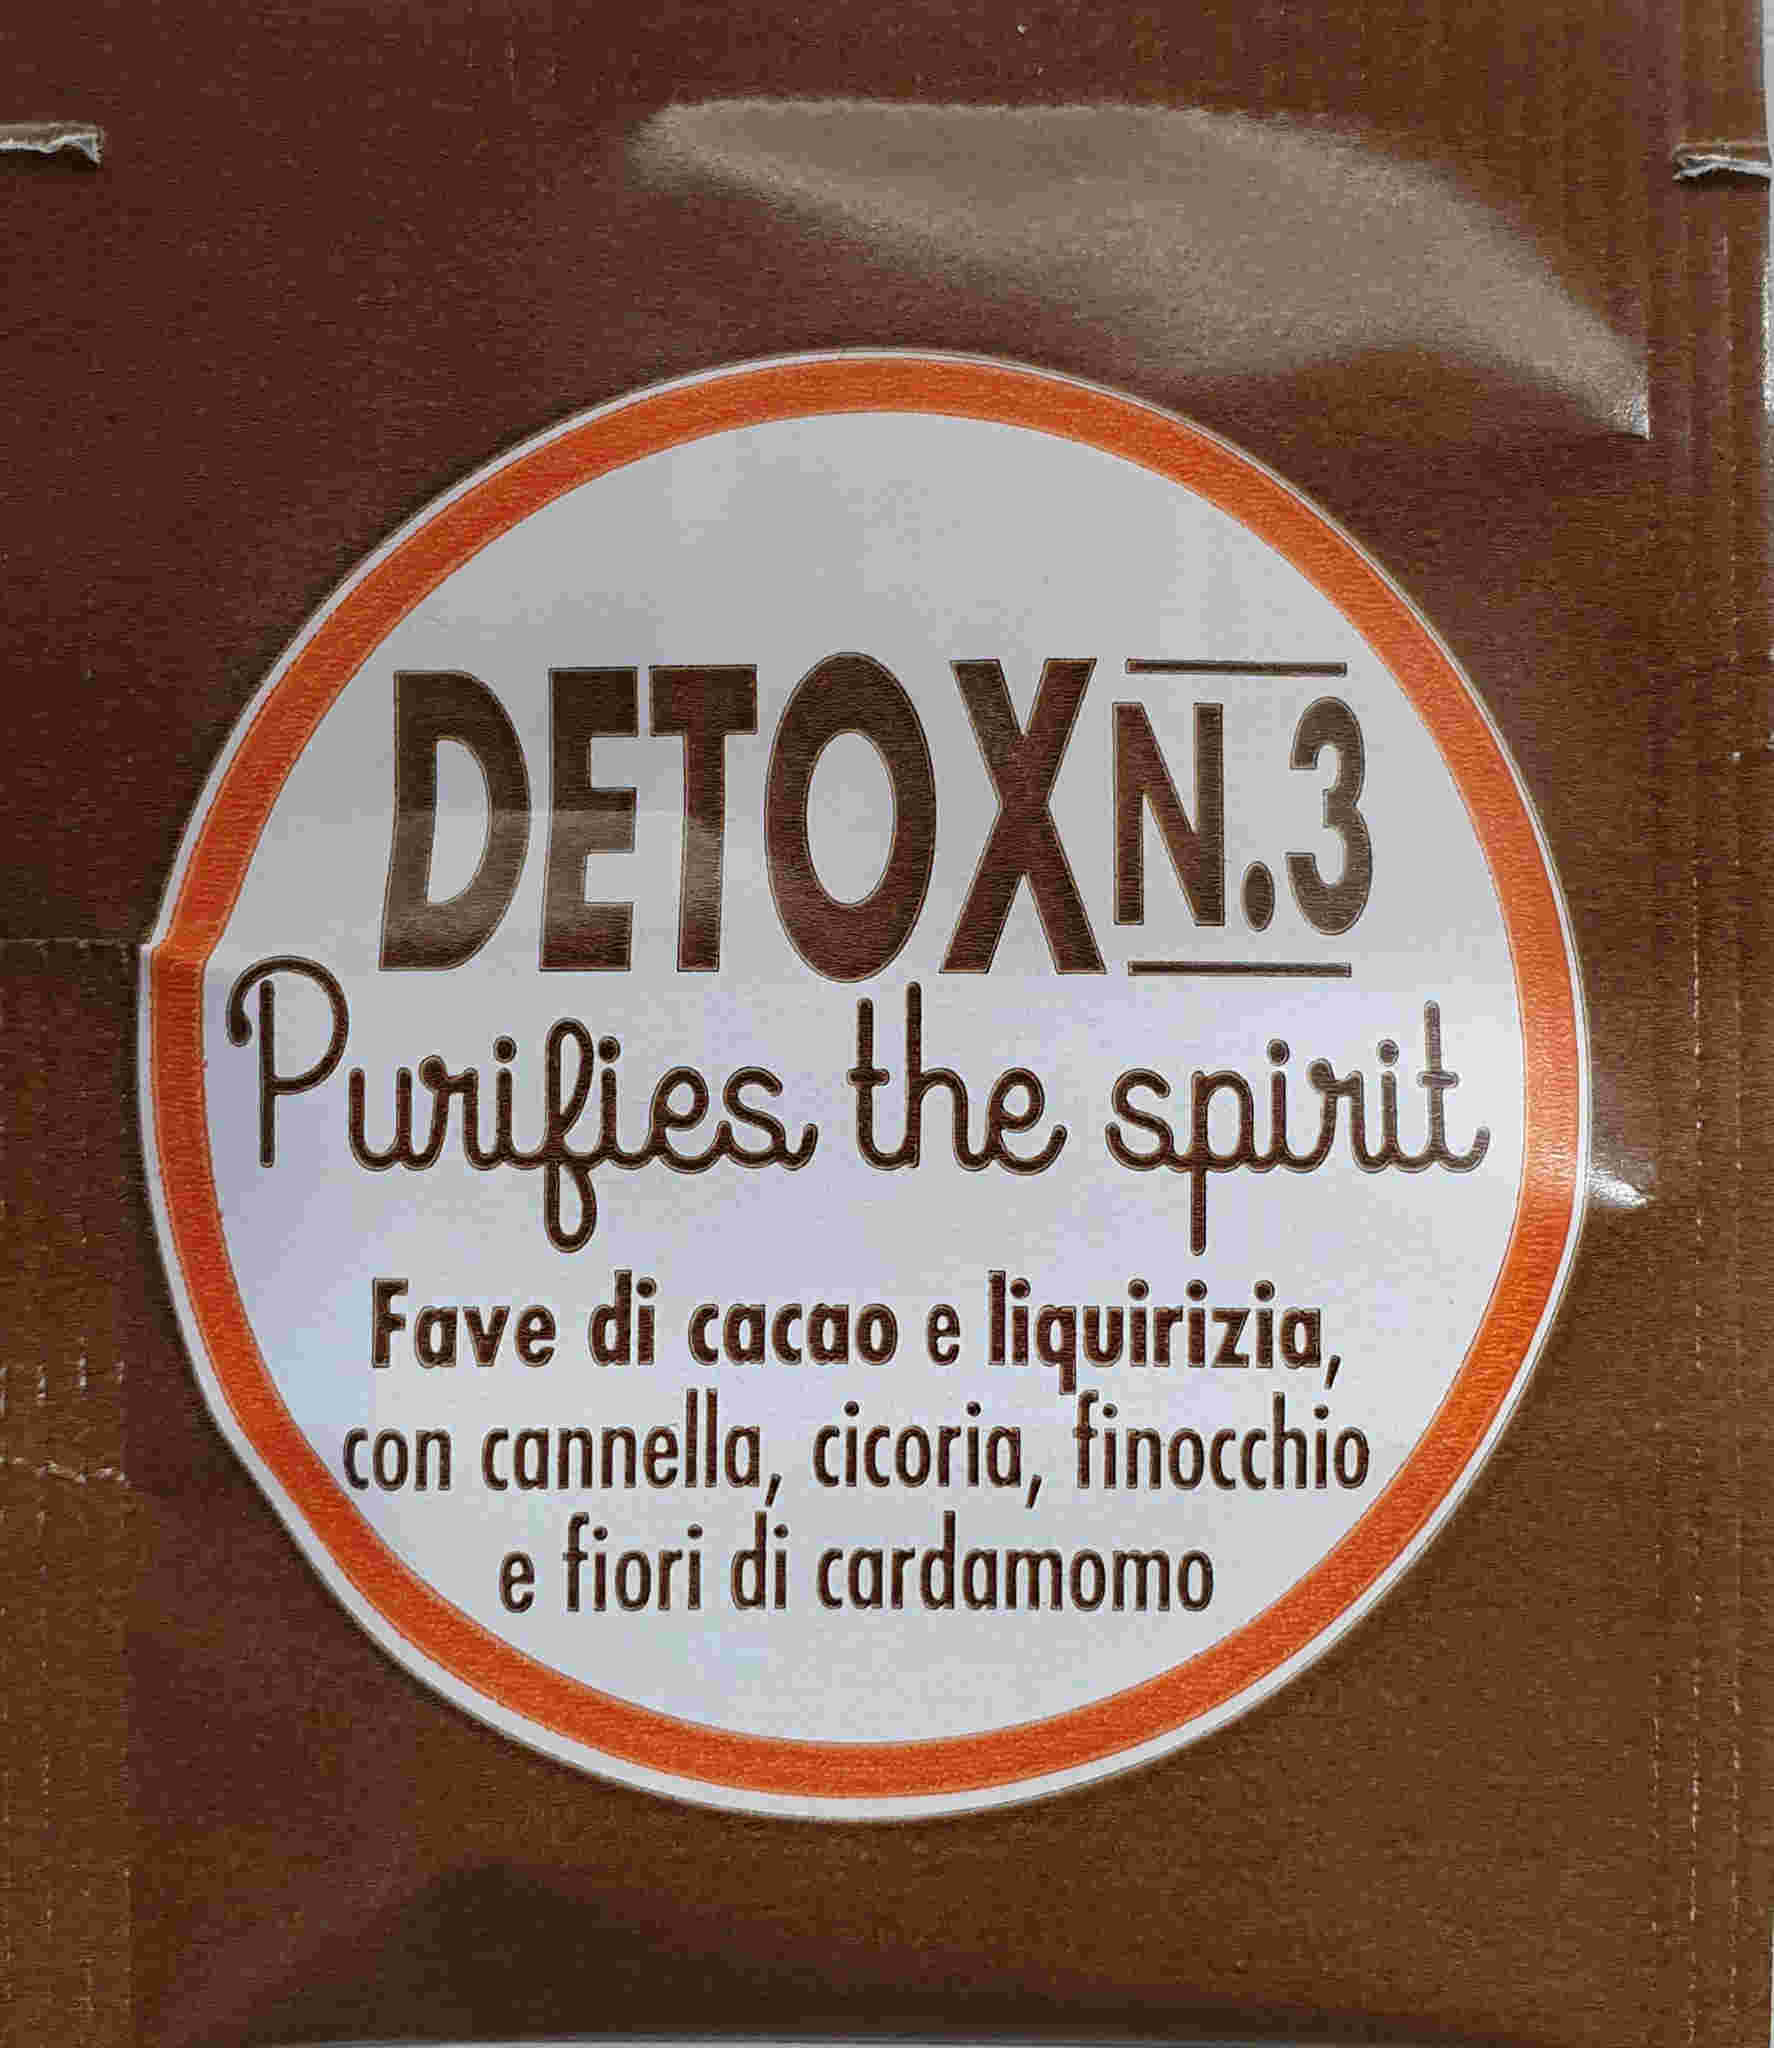 DETOX N.3
Purifies the spirit
Fave di cacao e liquirizia,
con cannella, cicoria, finocchio
e fiori di cardamomo